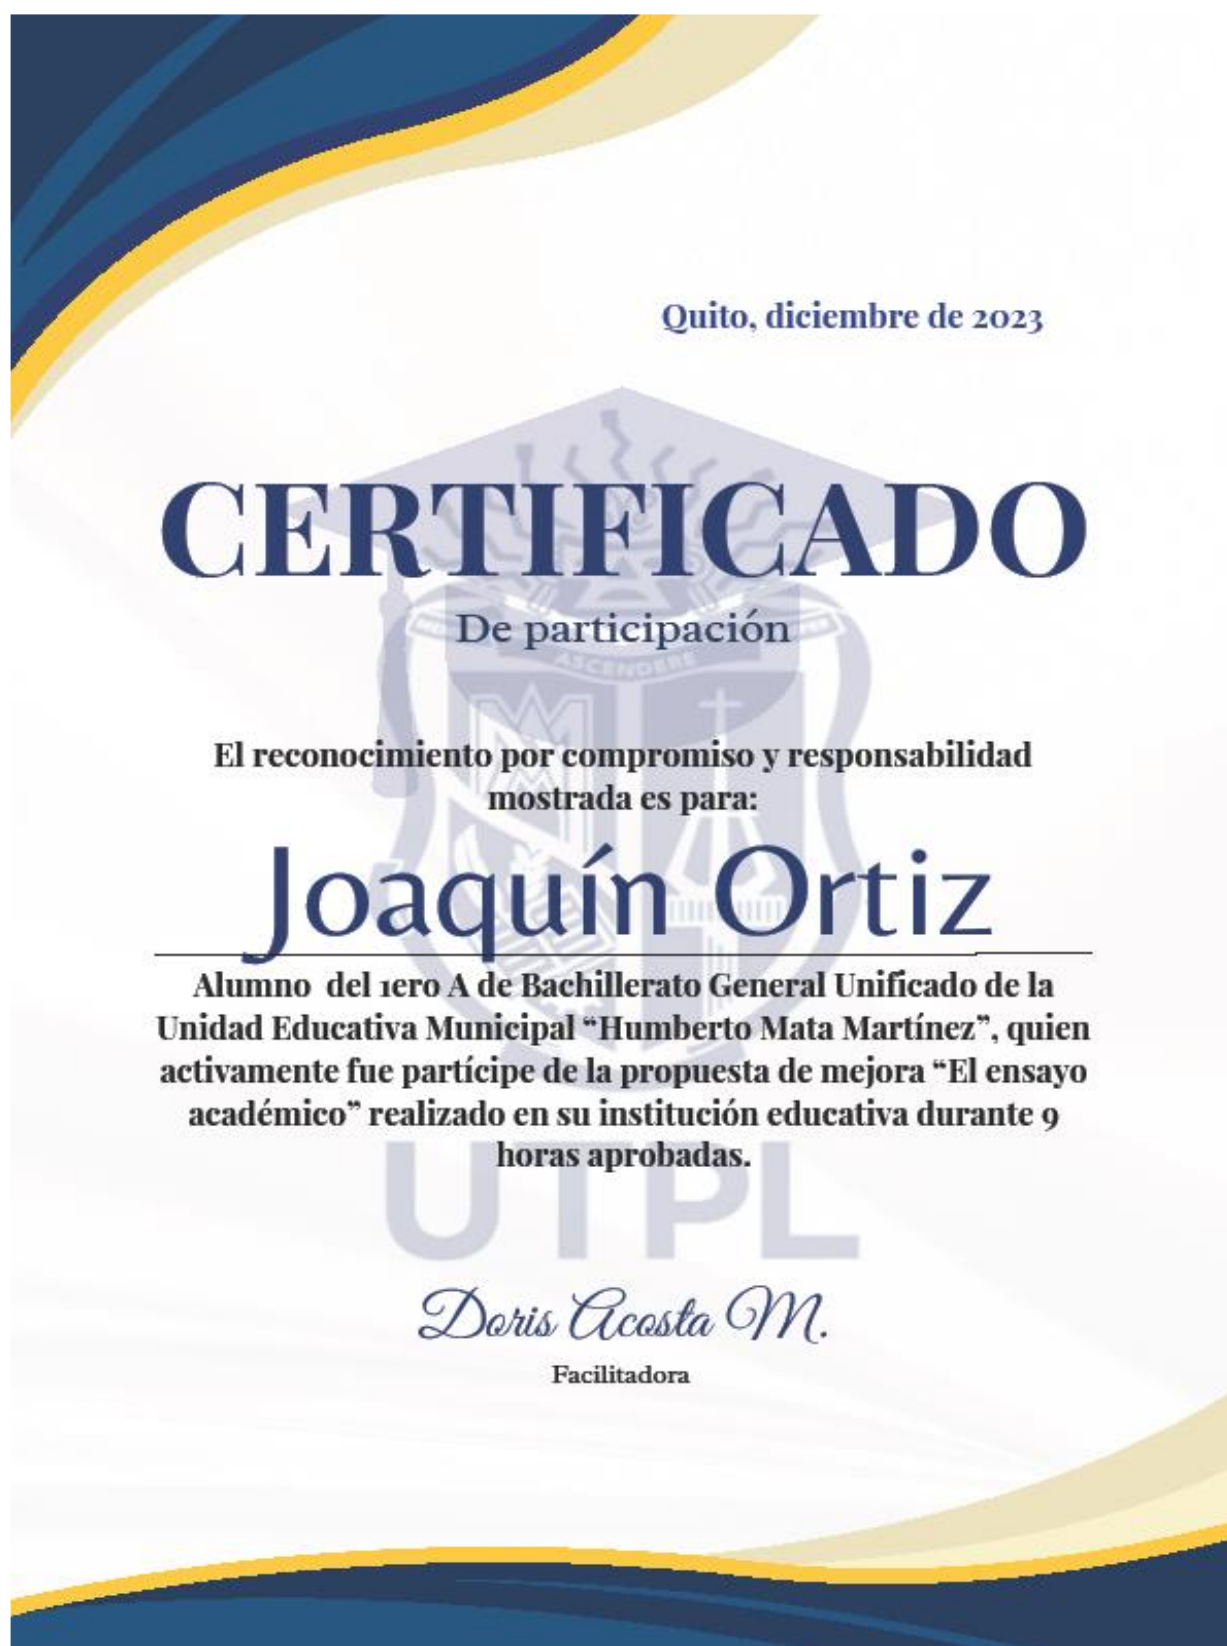 Quito, diciembre de 2023
CERTIFICADO
De participación
ASCENDERE
El reconocimiento por compromiso y responsabilidad
mostrada es para:
Joaquín Ortiz
Alumno del 1ero A de Bachillerato General Unificado de la
Unidad Educativa Municipal “Humberto Mata Martínez”, quien
activamente fue partícipe de la propuesta de mejora “El ensayo
académico” realizado en su institución educativa durante 9
horas aprobadas.
UTPL
Doris Acosta M.
Facilitadora